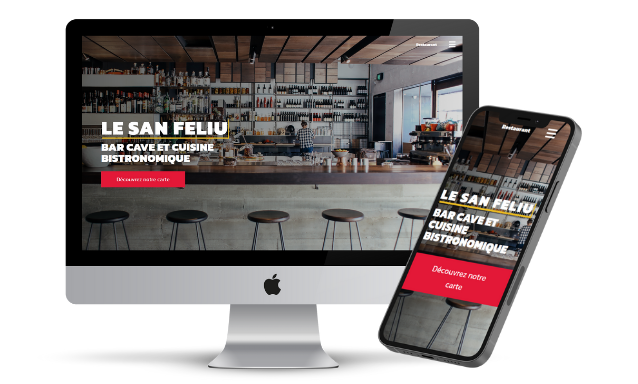 Restaurant
LE SAN FELIU
BAR CAVE ET CUISINE
BISTRONOMIQUE
Découvrez notre carte
Restaurant
LE SAN FELIU
BAR CAVE ET
CUISINE
BISTRONOMIQUE
Découvrez notre
carte